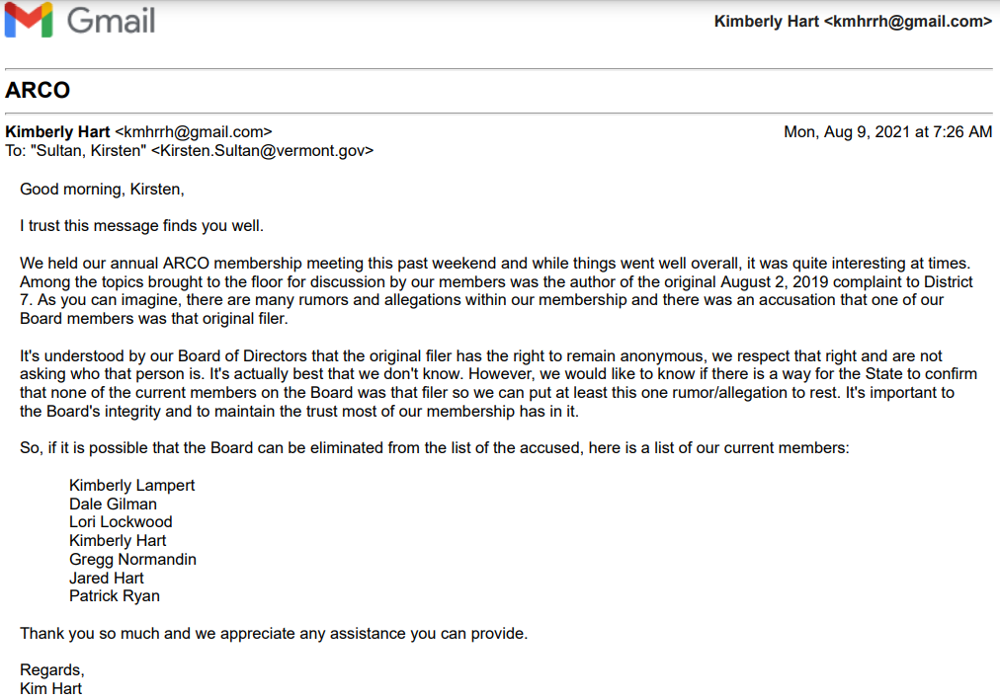 Gmail
Kimberly Hart <kmhrrh@gmail.com>
ARCO
Kimberly Hart <kmhrrh@gmail.com>
Mon, Aug 9, 2021 at 7:26 AM
To: "Sultan, Kirsten" <Kirsten.Sultan@vermont.gov>
Good morning, Kirsten,
I trust this message finds you well.
We held our annual ARCO membership meeting this past weekend and while things went well overall, it was quite interesting at times.
Among the topics brought to the floor for discussion by our members was the author of the original August 2, 2019 complaint to District
7. As you can imagine, there are many rumors and allegations within our membership and there was an accusation that one of our
Board members was that original filer.
It's understood by our Board of Directors that the original filer has the right to remain anonymous, we respect that right and are not
asking who that person is. It's actually best that we don't know. However, we would like to know if there is a way for the State to confirm
that none of the current members on the Board was that filer so we can put at least this one rumor/allegation to rest. It's important to
the Board's integrity and to maintain the trust most of our membership has in it.
So, if it is possible that the Board can be eliminated from the list of the accused, here is a list of our current members:
Kimberly Lampert
Dale Gilman
Lori Lockwood
Kimberly Hart
Gregg Normandin
Jared Hart
Patrick Ryan
Thank you so much and we appreciate any assistance you can provide.
Regards,
Kim Hart